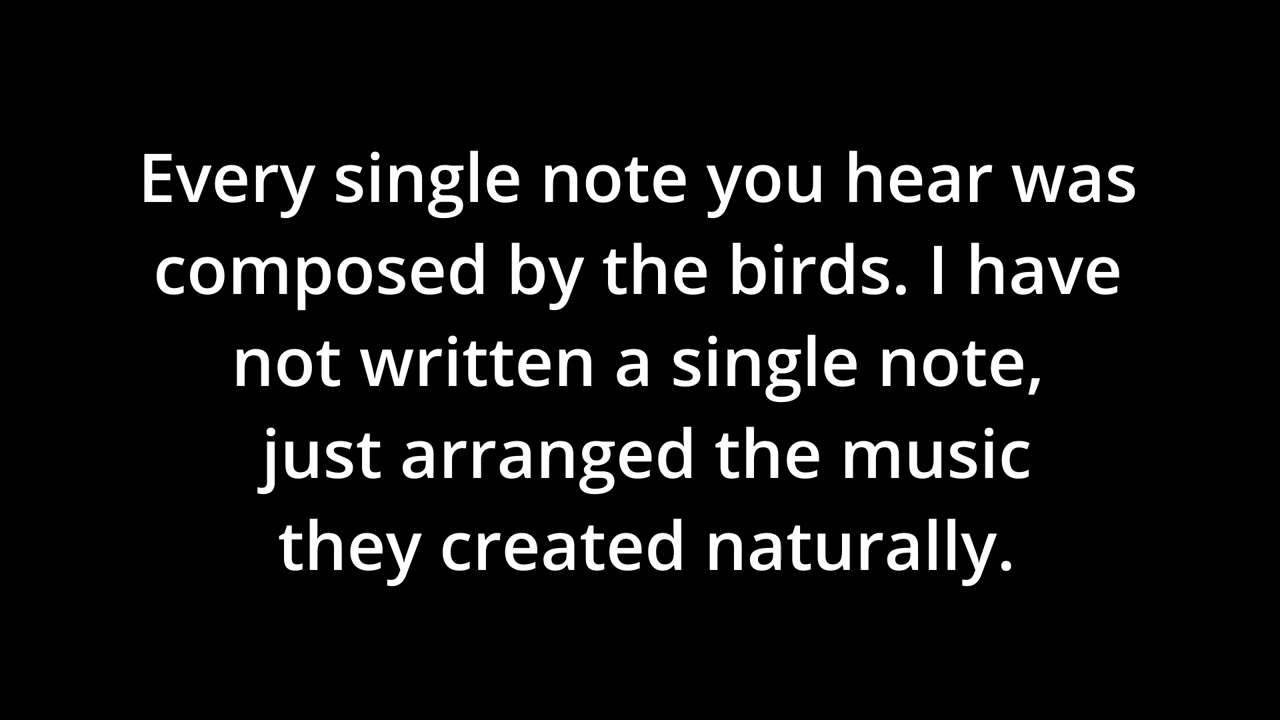 Every single note you hear was
composed by the birds. I have
not written a single note,
just arranged the music
they created naturally.